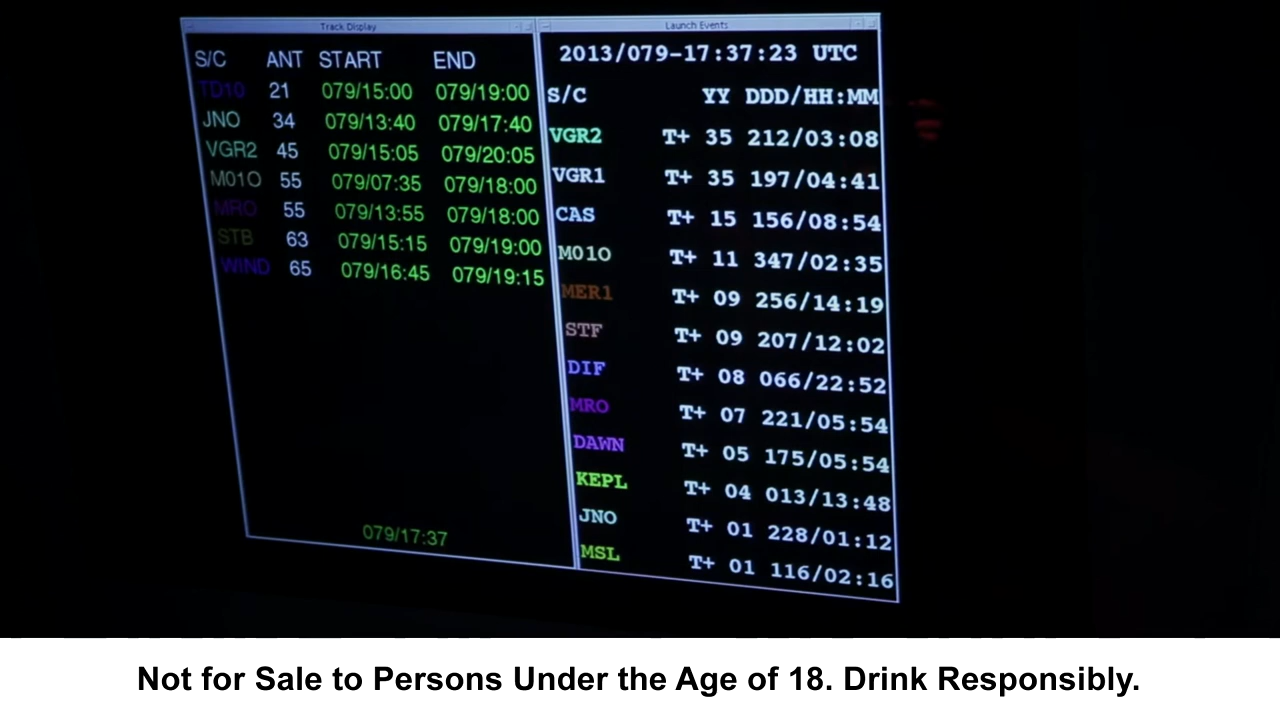 Track Display
S/C ANT START END
TD10 21 079/15:00 079/19:00
JNO 34 079/13:40 079/17:40
VGR2 45 079/15:05 079/20:05
M01O 55 079/07:35 079/18:00
MRO 55 079/13:55 079/18:00
STB 63 079/15:15 079/19:00
WIND 65 079/16:45 079/19:15
079/17:37
Launch Events
2013/079-17:37:23 UTC
S/C YY DDD/HH:MM
VGR2 T+ 35 212/03:08
VGR1 T+ 35 197/04:41
CAS T+ 15 156/08:54
M01O T+ 11 347/02:35
MER1 T+ 09 256/14:19
STF T+ 09 207/12:02
DIF T+ 08 066/22:52
MRO T+ 07 221/05:54
DAWN T+ 05 175/05:54
KEPL T+ 04 013/13:48
JNO T+ 01 228/01:12
MSL T+ 01 116/02:16
Not for Sale to Persons Under the Age of 18. Drink Responsibly.